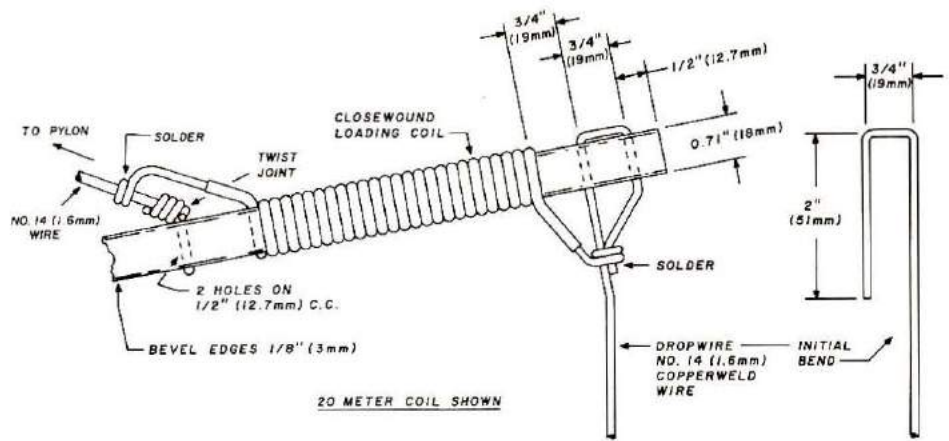 3/4"
(19mm)
3/4"
(19mm)
1/2" (12.7mm)
3/4"
(19mm)
CLOSEWOUND
LOADING COIL
0.71" (18mm)
TO PYLON
SOLDER
TWIST
JOINT
2"
(51mm)
NO. 14 (1.6mm)
WIRE
SOLDER
2 HOLES ON
1/2" (12.7mm) C.C.
BEVEL EDGES 1/8" (3mm)
DROPWIRE
NO. 14 (1.6mm)
COPPERWELD
WIRE
INITIAL
BEND
20 METER COIL SHOWN